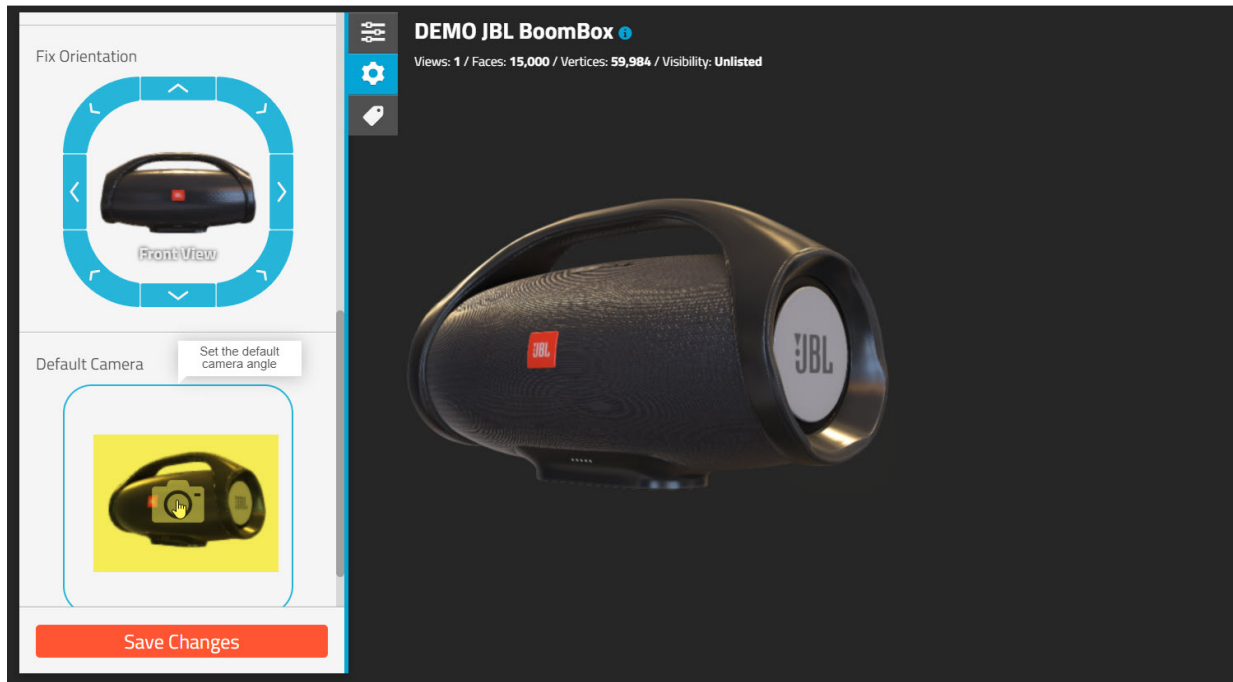 Fix Orientation
Front View
Default Camera
Set the default
camera angle
Save Changes
DEMO JBL BoomBox
Views: 1 / Faces: 15,000 / Vertices: 59,984 / Visibility: Unlisted
JBL
JBL